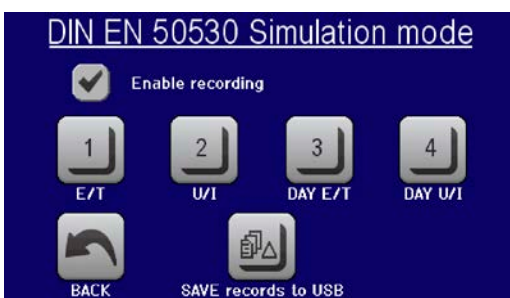 DIN EN 50530 Simulation mode
Enable recording
1 2 3 4
E/T U/I DAY E/T DAY U/I
BACK SAVE records to USB